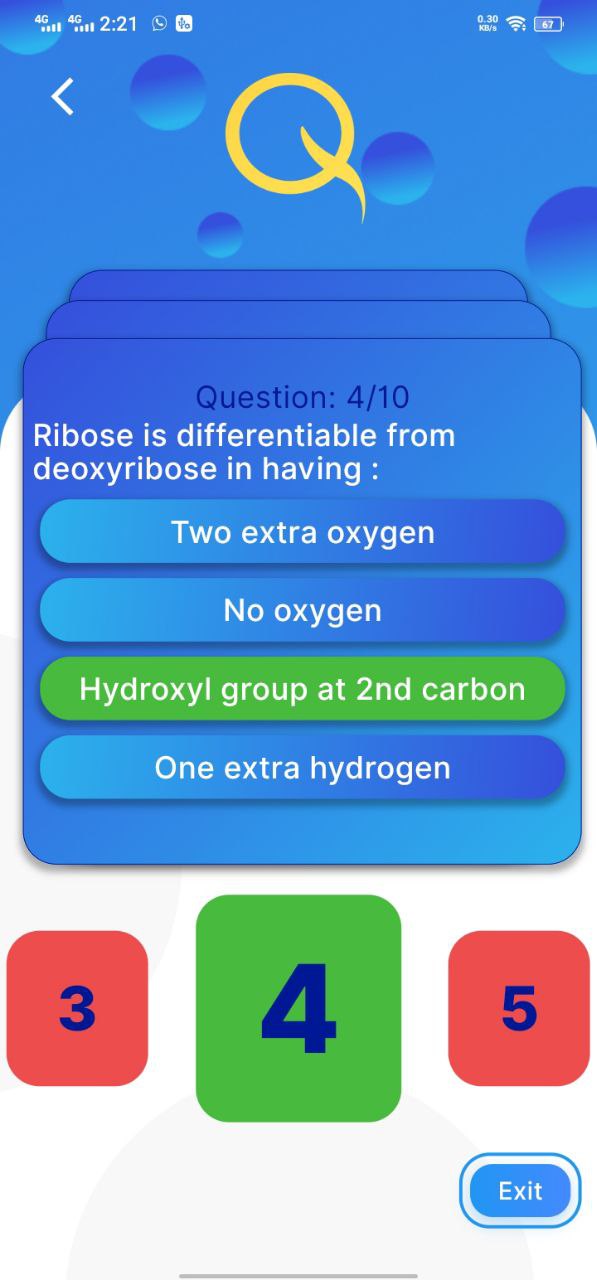 4G 4G 2:21 0.30 KB/s 67
Question: 4/10
Ribose is differentiable from
deoxyribose in having :
Two extra oxygen
No oxygen
Hydroxyl group at 2nd carbon
One extra hydrogen
3 4 5
Exit